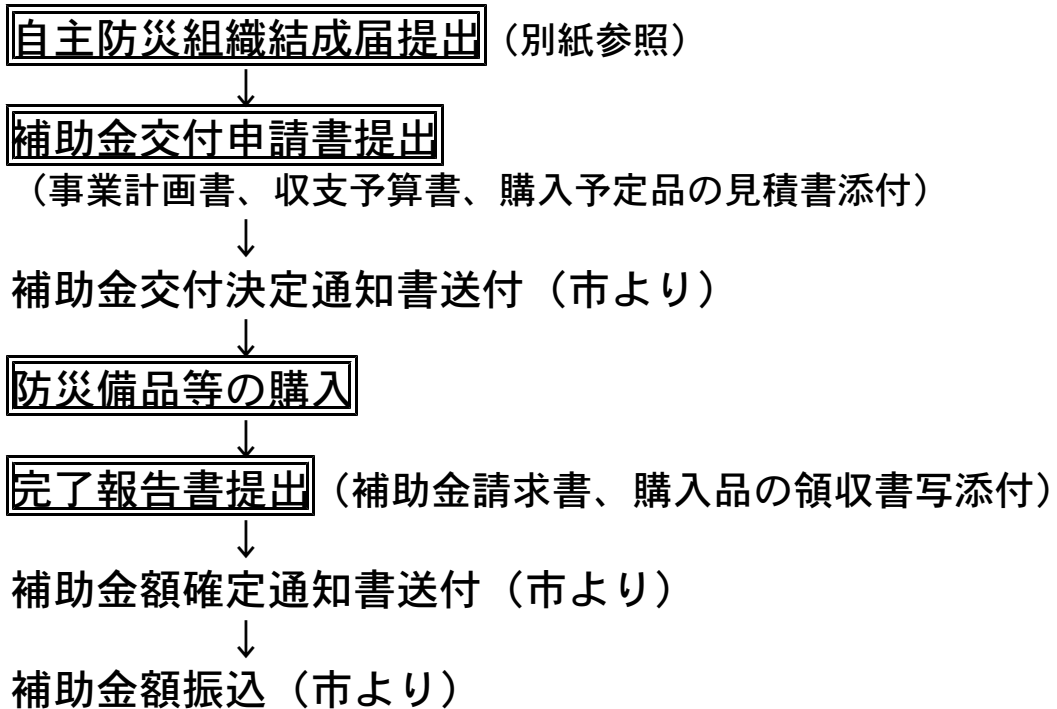 自主防災組織結成届提出（別紙参照）
↓
補助金交付申請書提出
（事業計画書、収支予算書、購入予定品の見積書添付）
↓
補助金交付決定通知書送付（市より）
↓
防災備品等の購入
↓
完了報告書提出（補助金請求書、購入品の領収書写添付）
↓
補助金額確定通知書送付（市より）
↓
補助金額振込（市より）